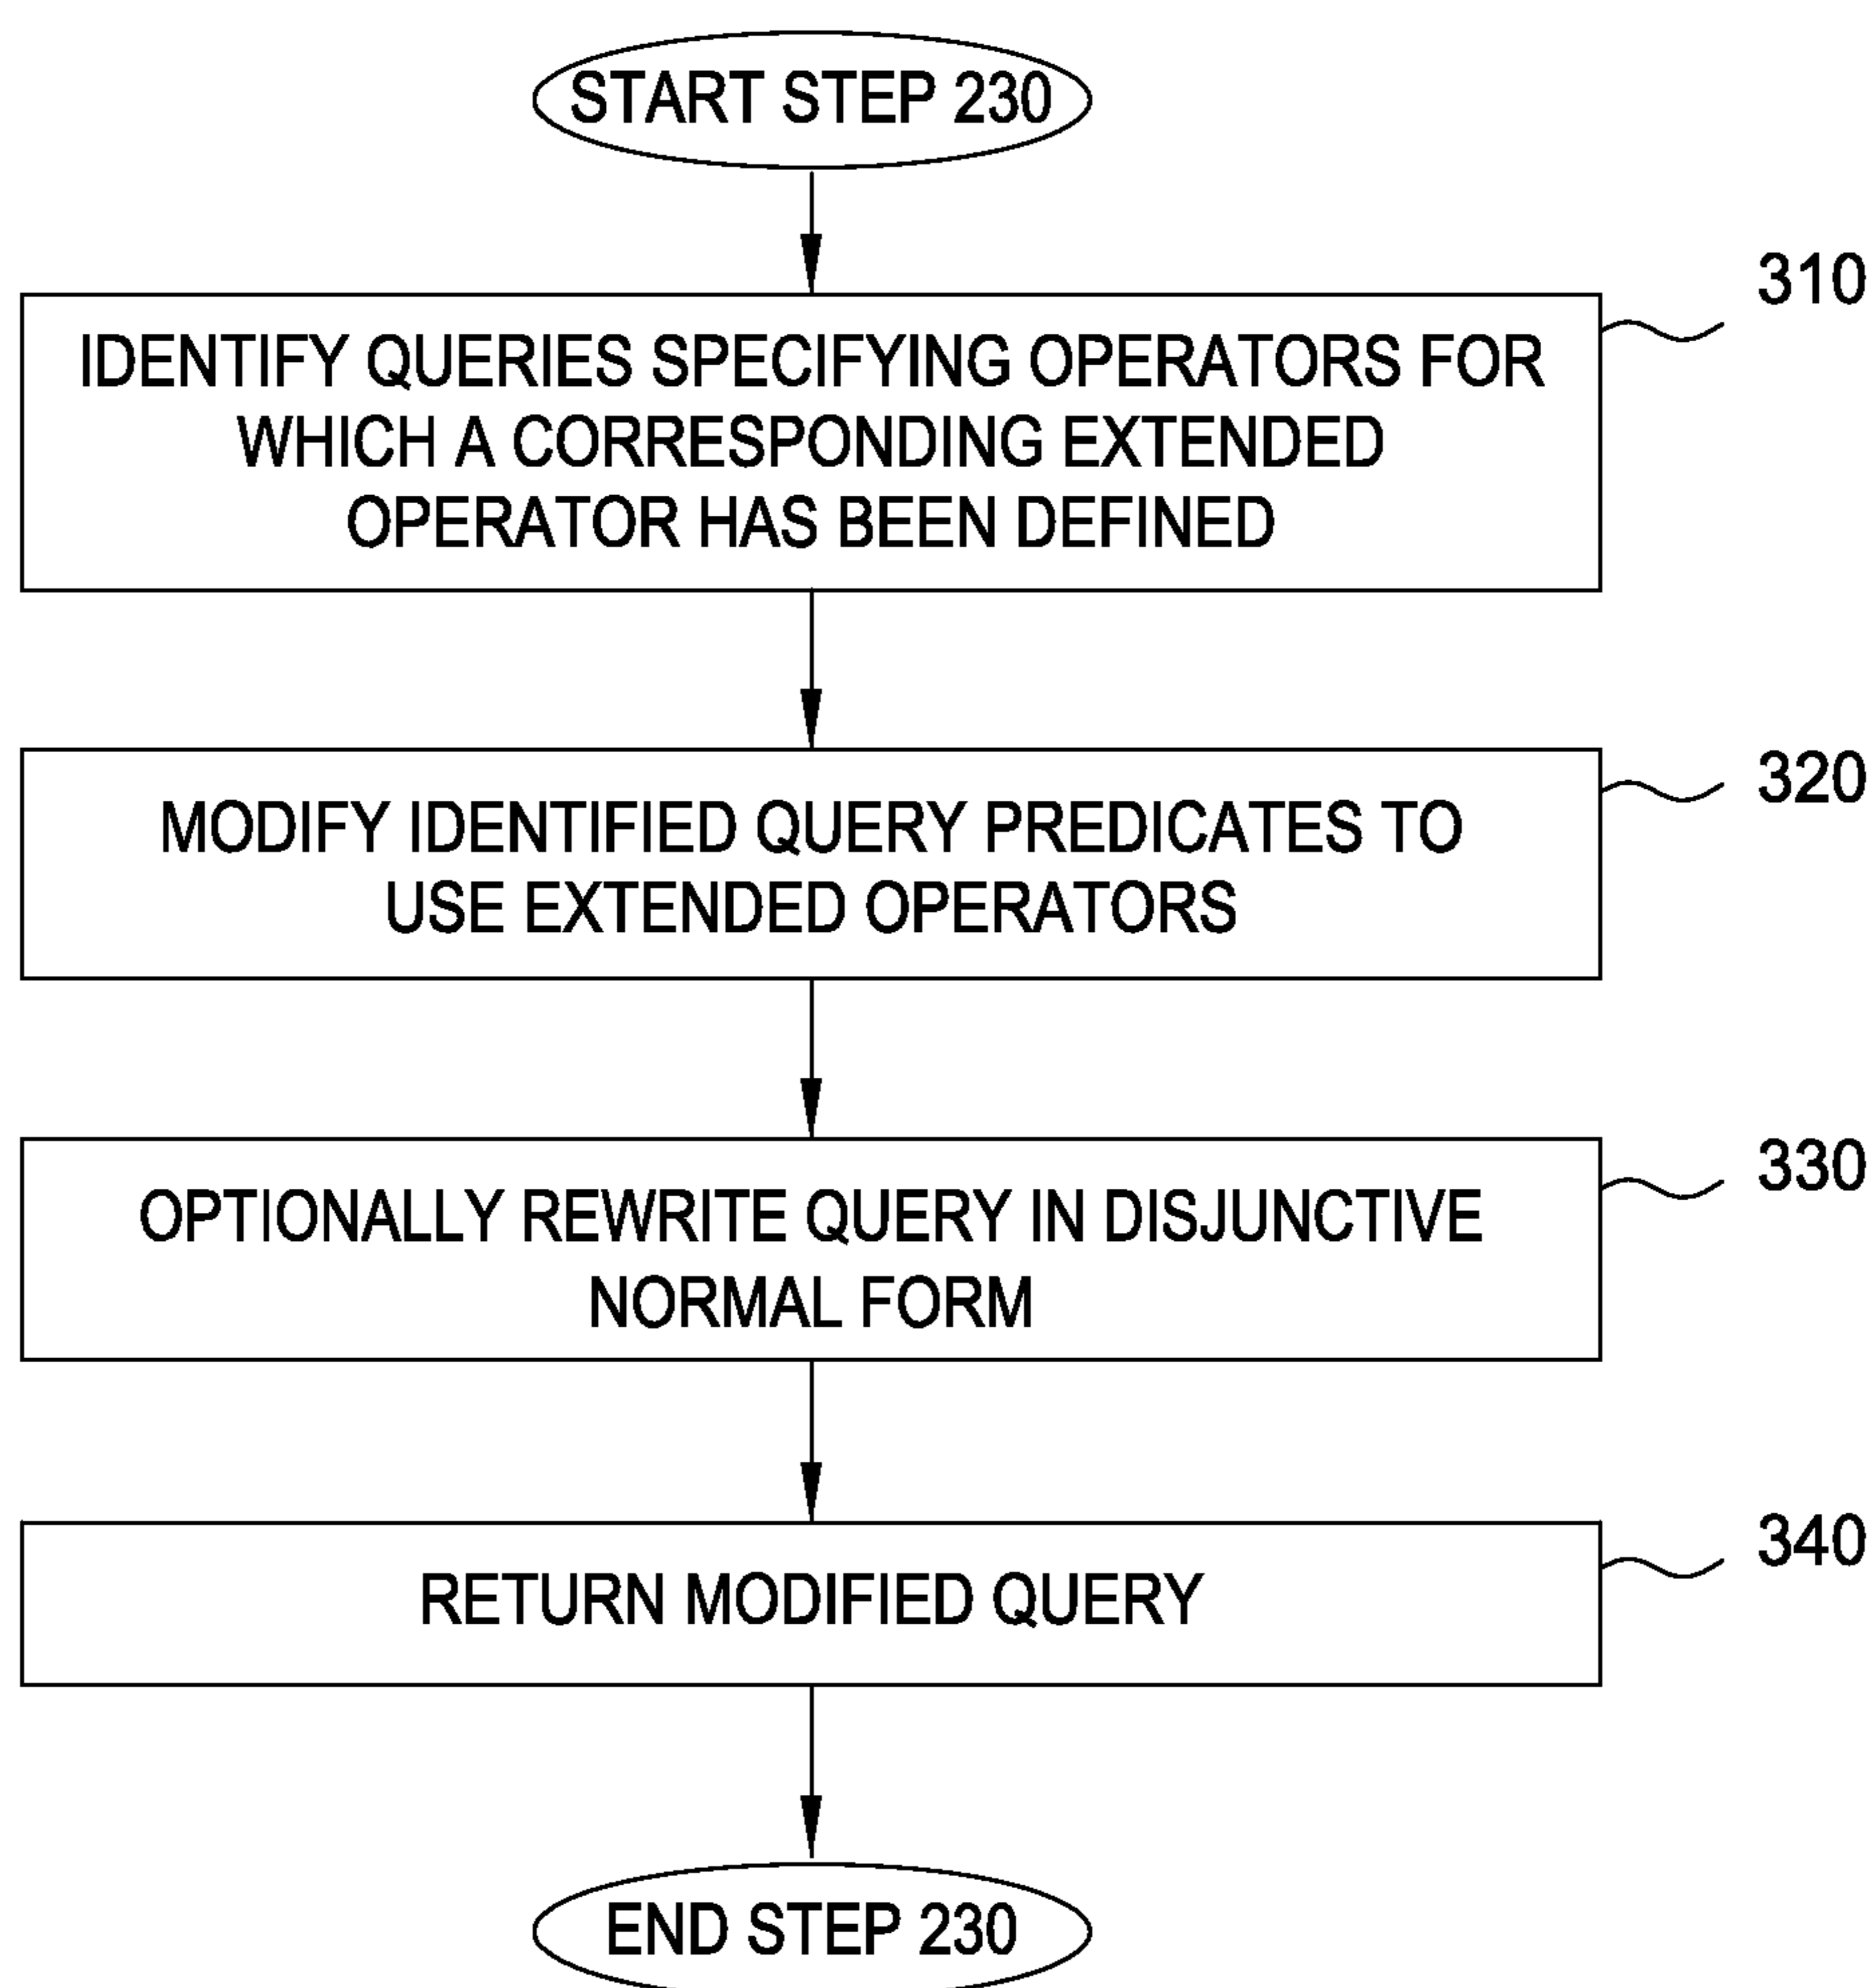 START STEP 230
310
IDENTIFY QUERIES SPECIFYING OPERATORS FOR
WHICH A CORRESPONDING EXTENDED
OPERATOR HAS BEEN DEFINED
320
MODIFY IDENTIFIED QUERY PREDICATES TO
USE EXTENDED OPERATORS
330
OPTIONALLY REWRITE QUERY IN DISJUNCTIVE
NORMAL FORM
340
RETURN MODIFIED QUERY
END STEP 230